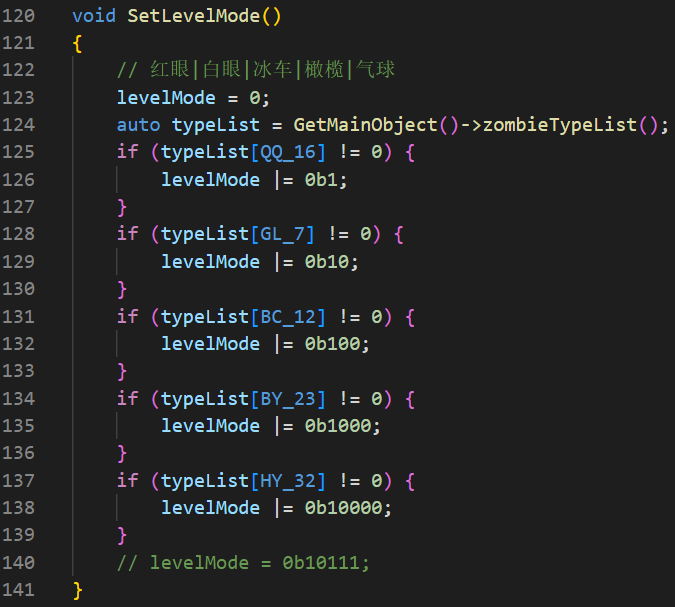 120 void SetLevelMode()
121 {
122     // 红眼|白眼|冰车|橄榄|气球
123     levelMode = 0;
124     auto typeList = GetMainObject()->zombieTypeList();
125     if (typeList[QQ_16] != 0) {
126         levelMode |= 0b1;
127     }
128     if (typeList[GL_7] != 0) {
129         levelMode |= 0b10;
130     }
131     if (typeList[BC_12] != 0) {
132         levelMode |= 0b100;
133     }
134     if (typeList[BY_23] != 0) {
135         levelMode |= 0b1000;
136     }
137     if (typeList[HY_32] != 0) {
138         levelMode |= 0b10000;
139     }
140     // levelMode = 0b10111;
141 }